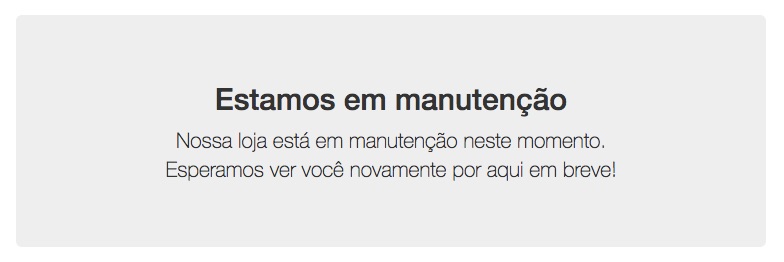 Estamos em manutenção
Nossa loja está em manutenção neste momento.
Esperamos ver você novamente por aqui em breve!